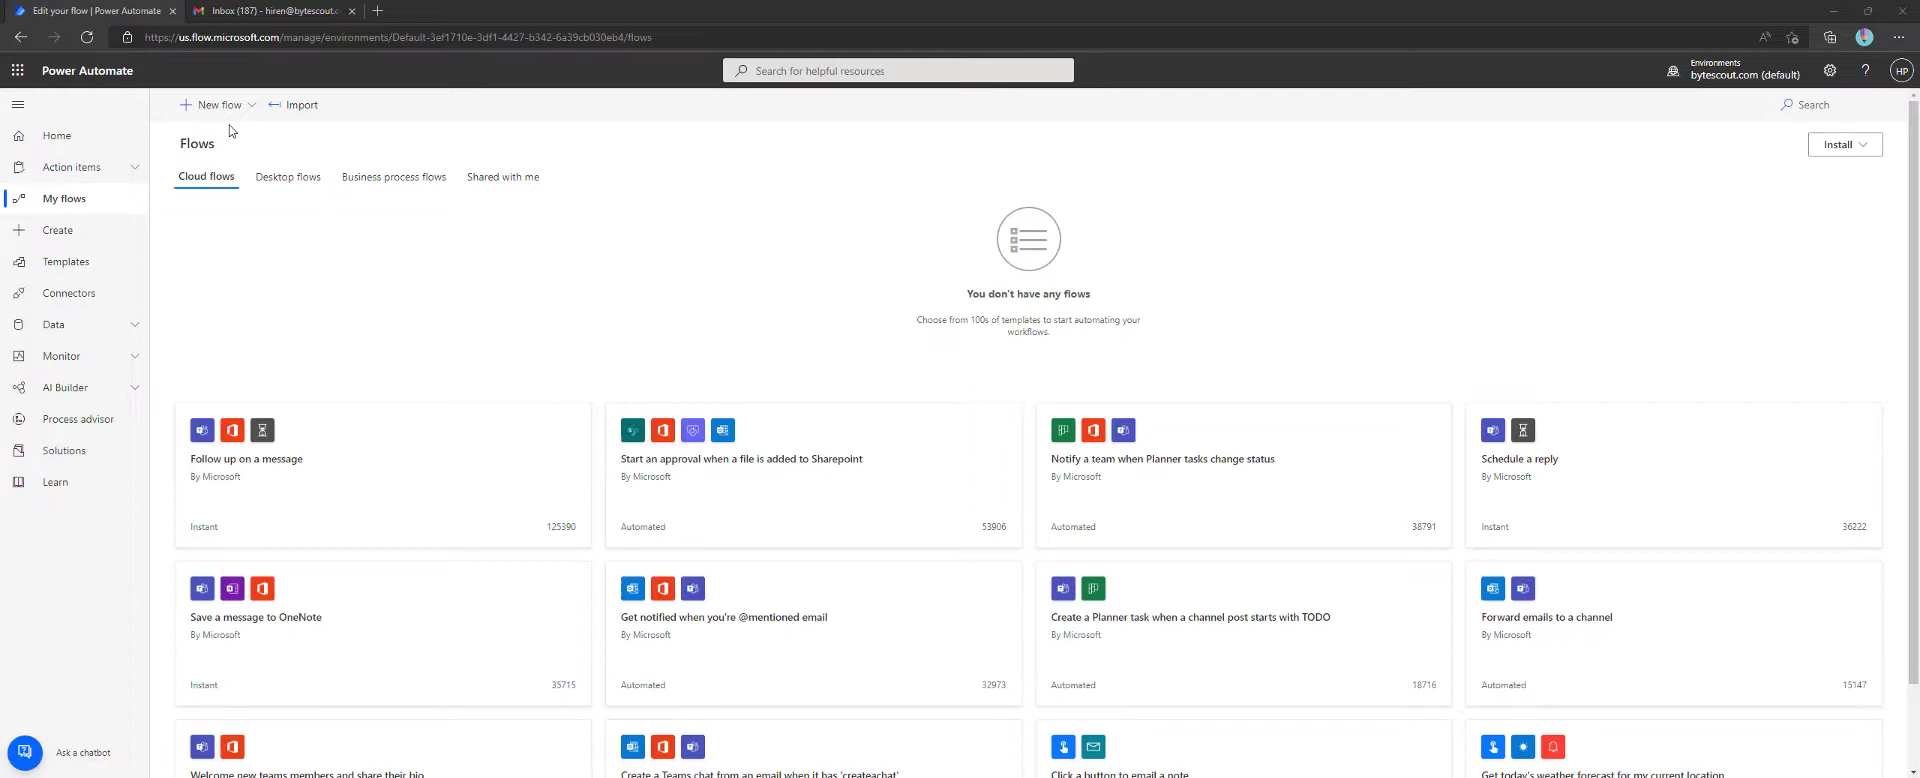 Edit your flow | Power Automate
Inbox (187) - hiren@bytescout.c
https://us.flow.microsoft.com/manage/environments/Default-3ef1710e-3df1-4427-b342-6a39cb030eb4/flows
Power Automate
Search for helpful resources
Environments
bytescout.com (default)
HP
New flow
Import
Search
Home
Action items
My flows
Create
Templates
Connectors
Data
Monitor
AI Builder
Process advisor
Solutions
Learn
Ask a chatbot
Flows
Install
Cloud flows
Desktop flows
Business process flows
Shared with me
You don't have any flows
Choose from 100s of templates to start automating your
workflows.
Follow up on a message
By Microsoft
Instant
125390
Start an approval when a file is added to Sharepoint
By Microsoft
Automated
53906
Notify a team when Planner tasks change status
By Microsoft
Automated
38791
Schedule a reply
By Microsoft
Instant
36222
Save a message to OneNote
By Microsoft
Instant
35715
Get notified when you're @mentioned email
By Microsoft
Automated
32973
Create a Planner task when a channel post starts with TODO
By Microsoft
Automated
18716
Forward emails to a channel
By Microsoft
Automated
15147
Welcome new teams members and share their bio
Create a Teams chat from an email when it has 'createachat'
Click a button to email a note
Get today's weather forecast for my current location